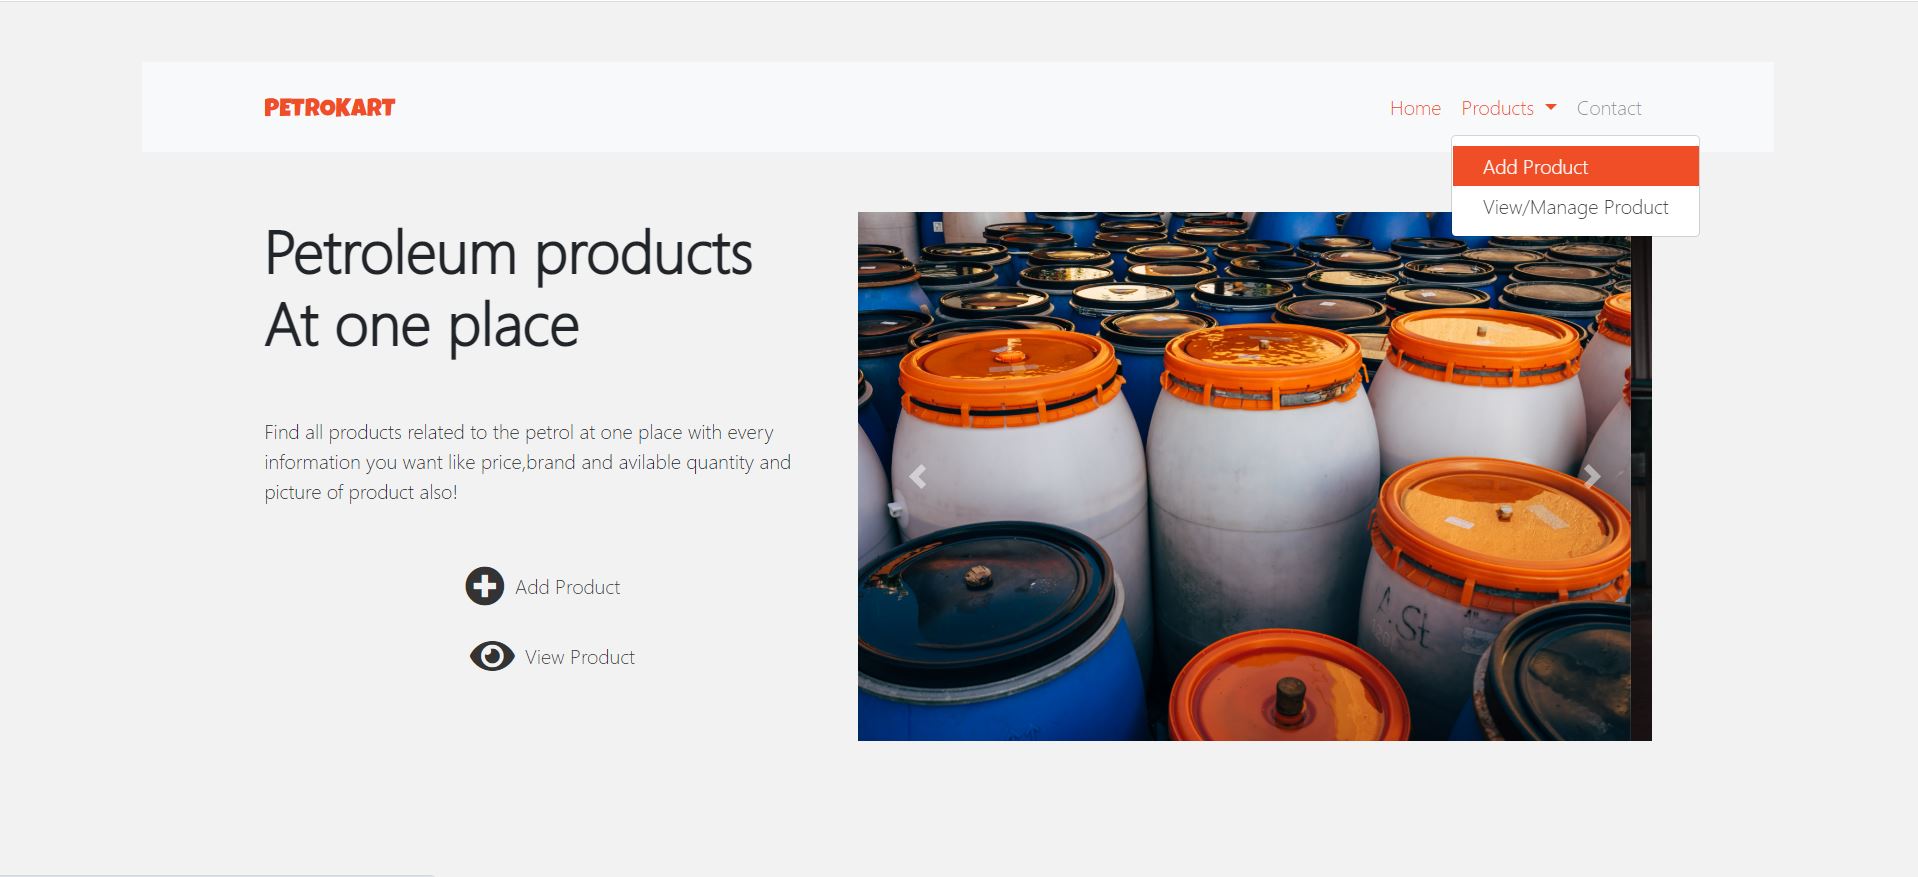 PETROKART
Home Products Contact
Add Product
View/Manage Product
Petroleum products
At one place
Find all products related to the petrol at one place with every
information you want like price,brand and avilable quantity and
picture of product also!
Add Product
View Product
A.St